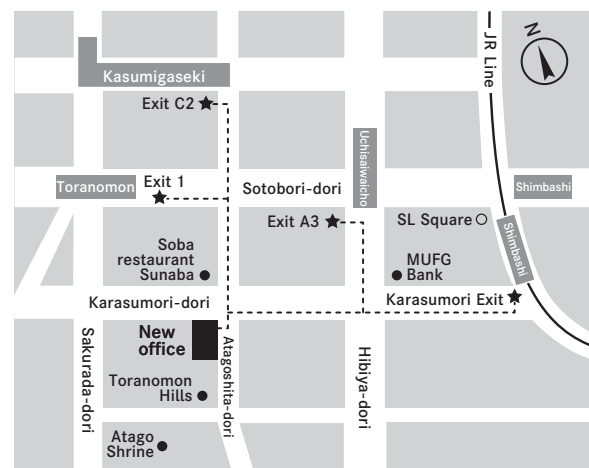 N
JR Line
Kasumigaseki
Exit C2
Uchisaiwaicho
Toranomon
Exit 1
Sotobori-dori
Shimbashi
Exit A3
SL Square
Shimbashi
Soba
restaurant
Sunaba
MUFG
Bank
Karasumori-dori
Karasumori Exit
New
office
Sakurada-dori
Atagoshita-dori
Hibiya-dori
Toranomon
Hills
Atago
Shrine